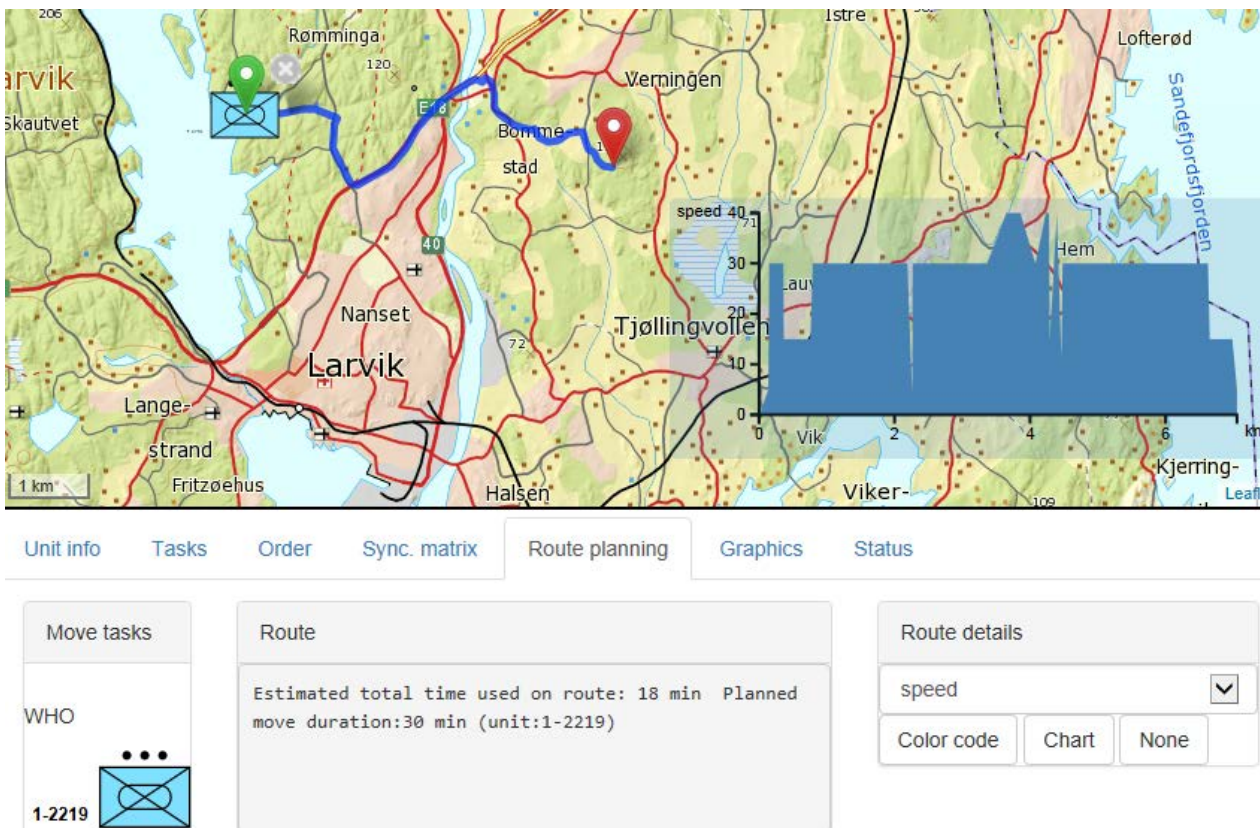 206
Rømminga
120
Istre
Lofterød
arvik
Verningen
Skautvet
E18
Bomme-
stad
Sandefjordsfjorden
speed 40
71
30
20
10
0
0
2
4
6
km
Hem
40
Nanset
Tjøllingvollen
72
Larvik
Lange-
strand
Vik
Kjerring-
1 km
Fritzøehus
Halsen
Viker-
109
Leafl
Unit info Tasks Order Sync. matrix Route planning Graphics Status
Move tasks
Route
Route details
Estimated total time used on route: 18 min Planned
move duration:30 min (unit:1-2219)
speed
WHO
Color code Chart None
1-2219